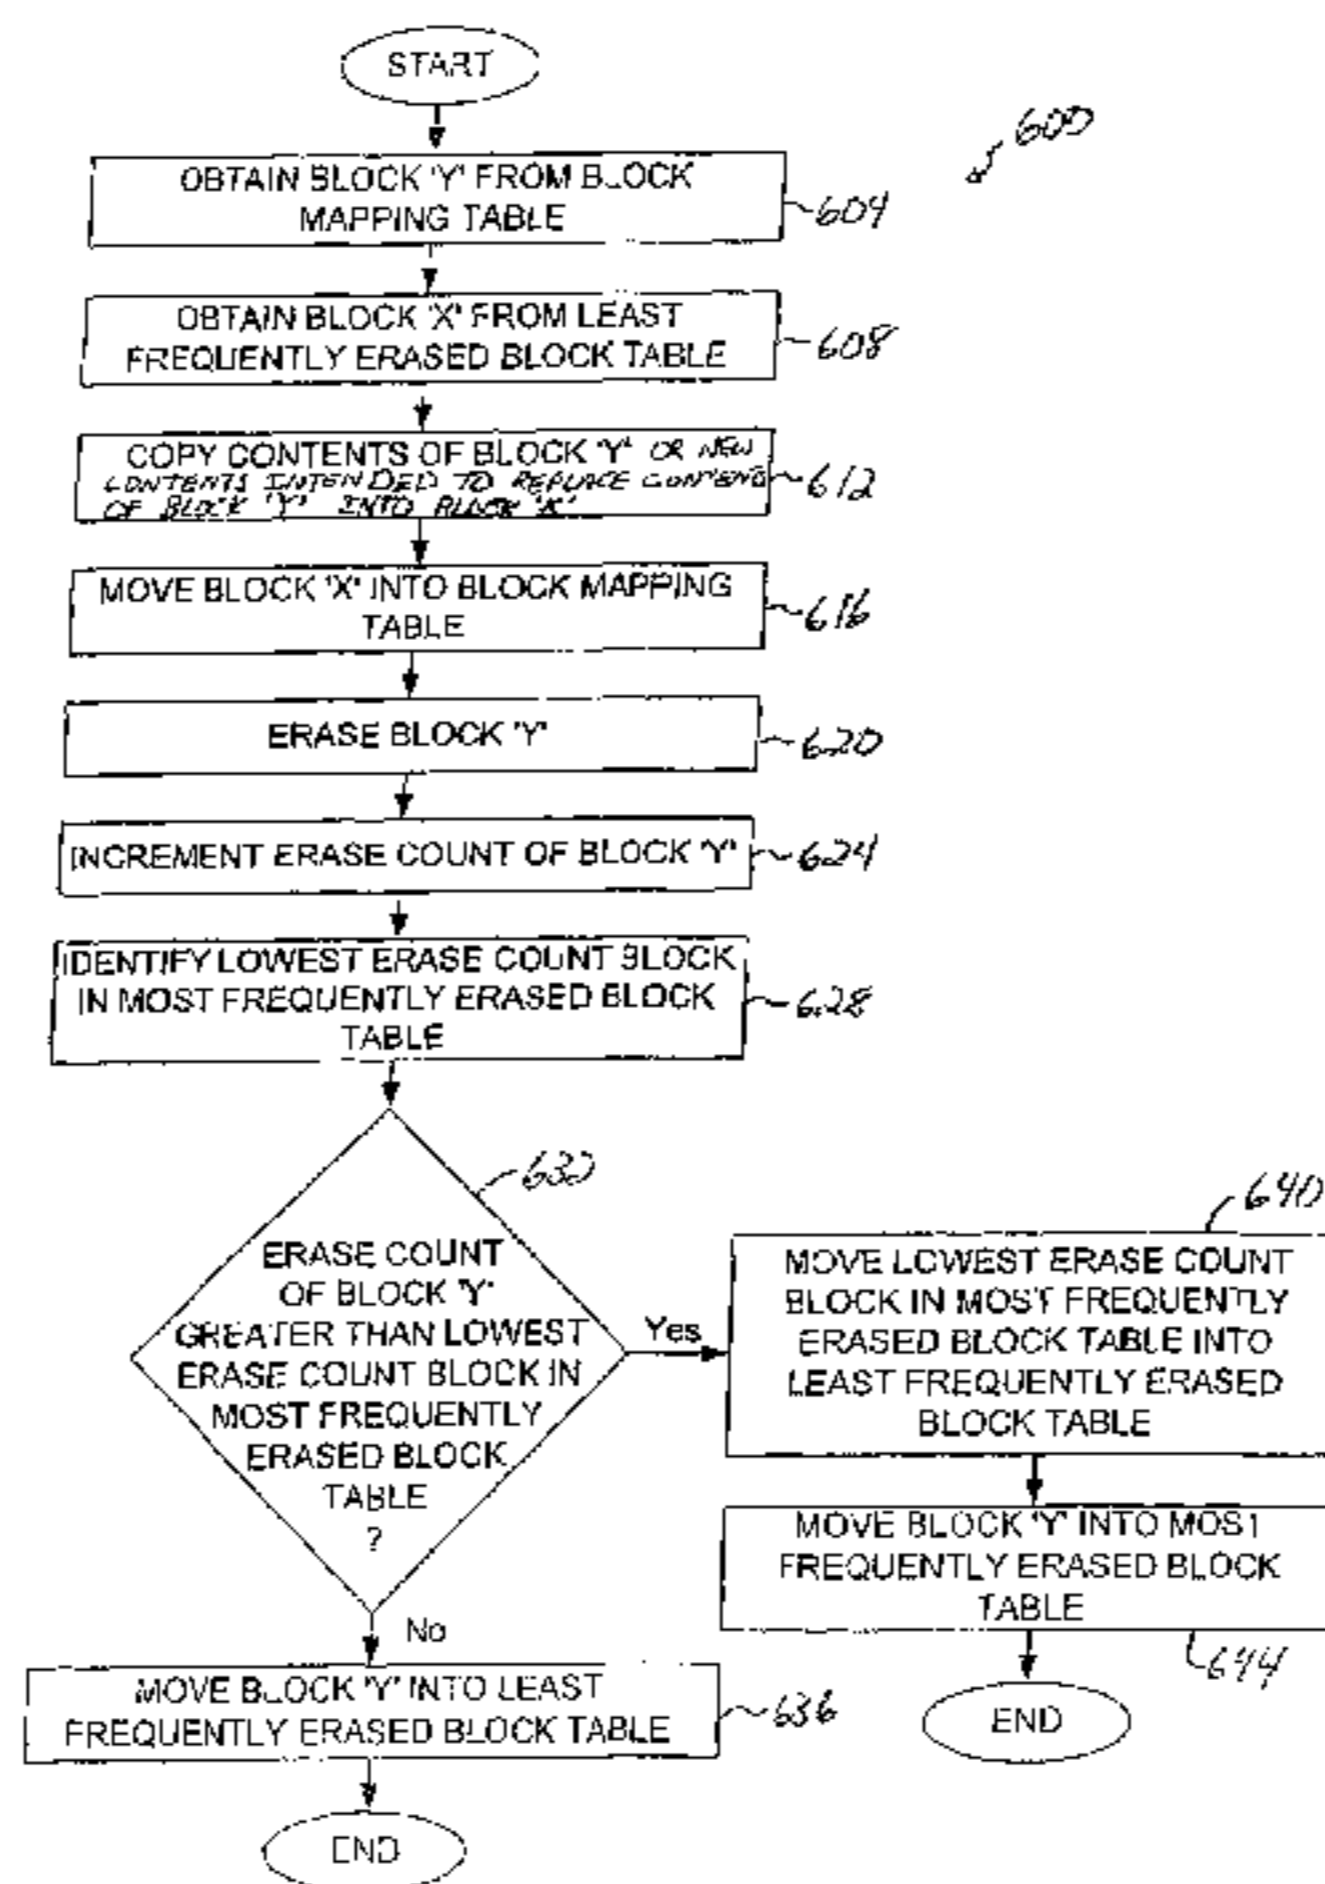 START
600
OBTAIN BLOCK 'Y' FROM BLOCK
MAPPING TABLE
604
OBTAIN BLOCK 'X' FROM LEAST
FREQUENTLY ERASED BLOCK TABLE
608
COPY CONTENTS OF BLOCK 'Y' OR NEW
CONTENTS INTENDED TO REPLACE CONTENTS
OF BLOCK 'Y' INTO BLOCK 'X'
612
MOVE BLOCK 'X' INTO BLOCK MAPPING
TABLE
616
ERASE BLOCK 'Y'
620
INCREMENT ERASE COUNT OF BLOCK 'Y'
624
IDENTIFY LOWEST ERASE COUNT BLOCK
IN MOST FREQUENTLY ERASED BLOCK
TABLE
628
632
ERASE COUNT
OF BLOCK 'Y'
GREATER THAN LOWEST
ERASE COUNT BLOCK IN
MOST FREQUENTLY
ERASED BLOCK
TABLE
?
Yes
640
MOVE LOWEST ERASE COUNT
BLOCK IN MOST FREQUENTLY
ERASED BLOCK TABLE INTO
LEAST FREQUENTLY ERASED
BLOCK TABLE
MOVE BLOCK 'Y' INTO MOST
FREQUENTLY ERASED BLOCK
TABLE
644
END
No
MOVE BLOCK 'Y' INTO LEAST
FREQUENTLY ERASED BLOCK TABLE
636
END